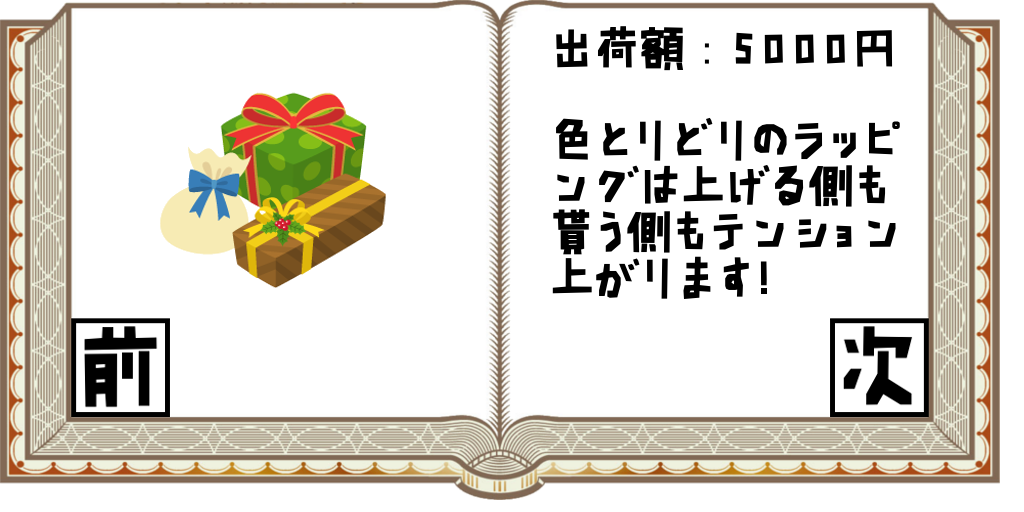 出荷額：5000円
色とりどりのラッピ
ングは上げる側も
貰う側もテンション
上がります!
前
次